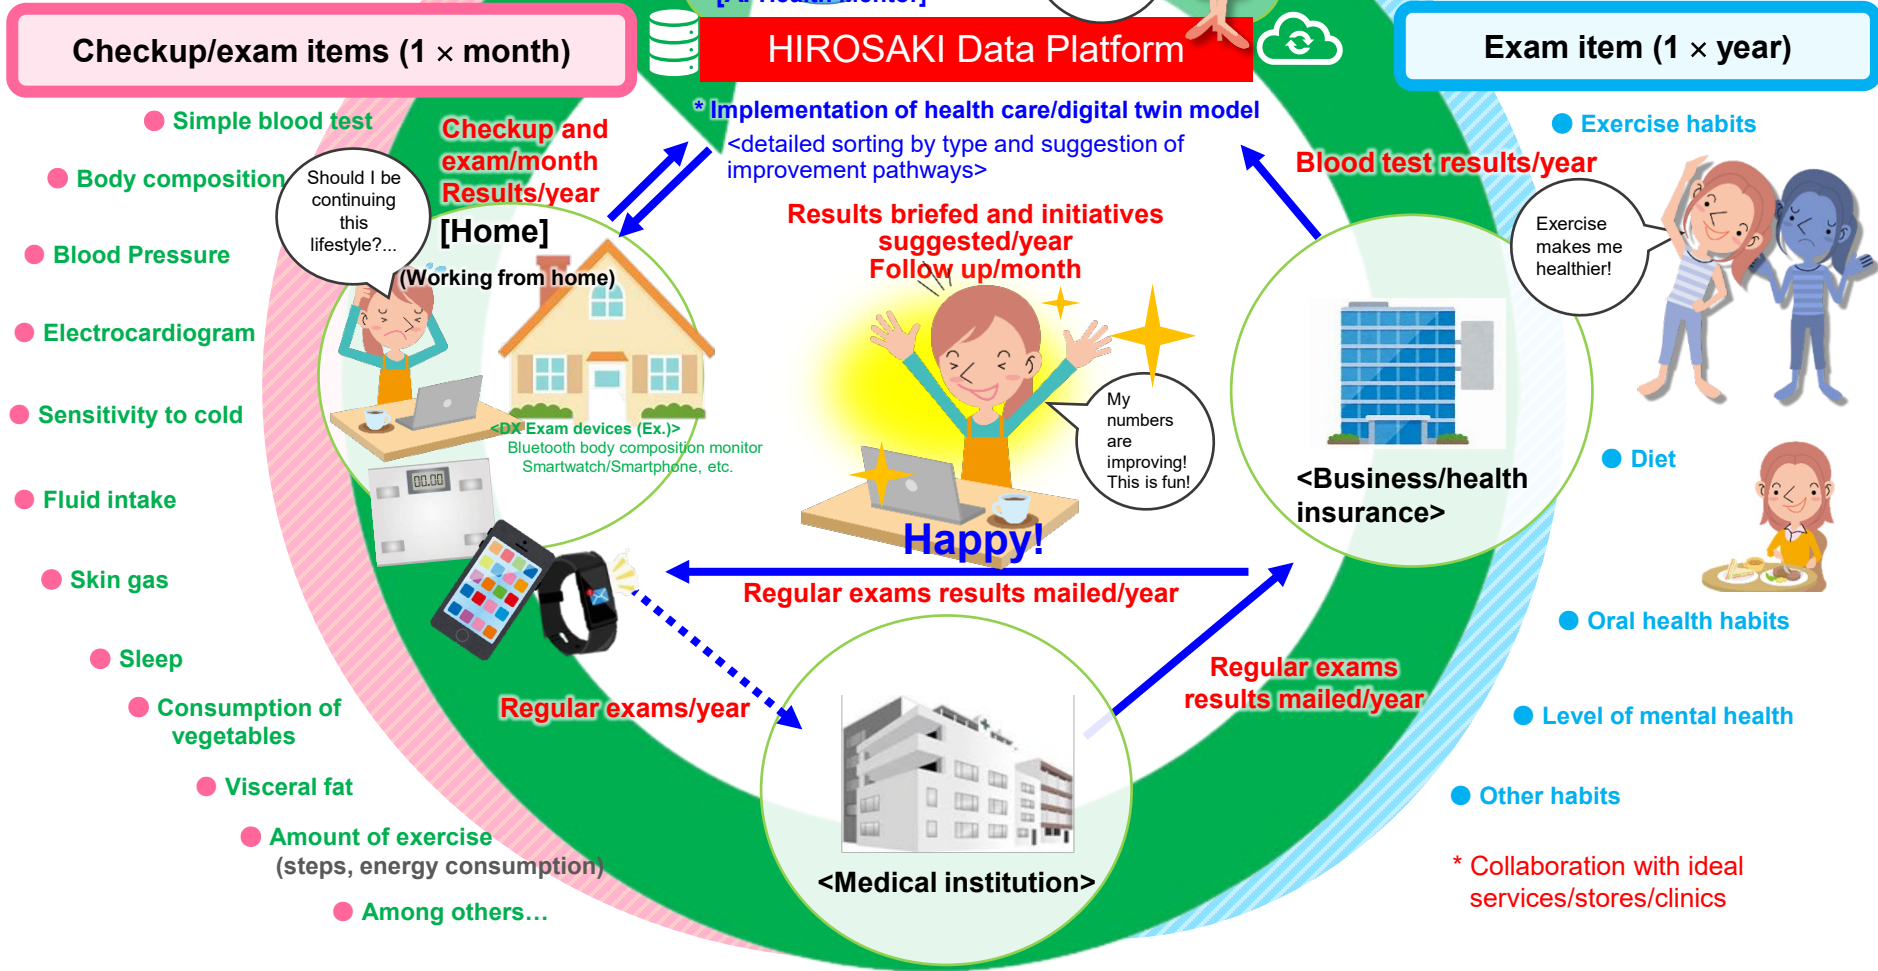 Checkup/exam items (1 × month)
HIROSAKI Data Platform
Exam item (1 × year)
* Implementation of health care/digital twin model
<detailed sorting by type and suggestion of
improvement pathways>
Simple blood test
Body composition
Blood Pressure
Electrocardiogram
Sensitivity to cold
Fluid intake
Skin gas
Sleep
Consumption of
vegetables
Visceral fat
Amount of exercise
(steps, energy consumption)
Among others…
Checkup and
exam/month
Results/year
Should I be
continuing
this
lifestyle?...
[Home]
(Working from home)
<DX Exam devices (Ex.)>
Bluetooth body composition monitor
Smartwatch/Smartphone, etc.
00.00
Results briefed and initiatives
suggested/year
Follow up/month
My
numbers
are
improving!
This is fun!
Happy!
Regular exams results mailed/year
Regular exams/year
<Medical institution>
Regular exams
results mailed/year
Blood test results/year
<Business/health
insurance>
Exercise
makes me
healthier!
Exercise habits
Diet
Oral health habits
Level of mental health
Other habits
* Collaboration with ideal
services/stores/clinics